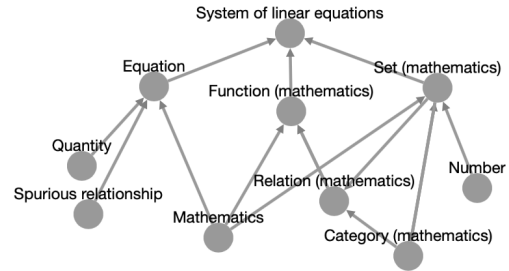 System of linear equations
Equation
Set (mathematics)
Function (mathematics)
Quantity
Number
Relation (mathematics)
Spurious relationship
Mathematics
Category (mathematics)